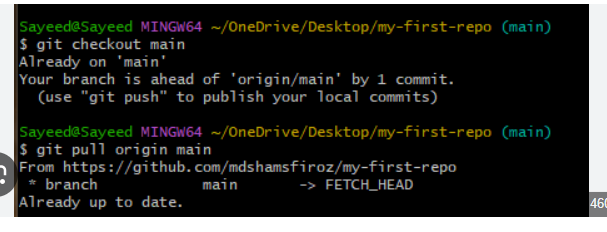 Sayeed@Sayeed MINGW64 ~/OneDrive/Desktop/my-first-repo (main)
$ git checkout main
Already on 'main'
Your branch is ahead of 'origin/main' by 1 commit.
  (use "git push" to publish your local commits)

Sayeed@Sayeed MINGW64 ~/OneDrive/Desktop/my-first-repo (main)
$ git pull origin main
From https://github.com/mdshamsfiroz/my-first-repo
 * branch            main       -> FETCH_HEAD
Already up to date.